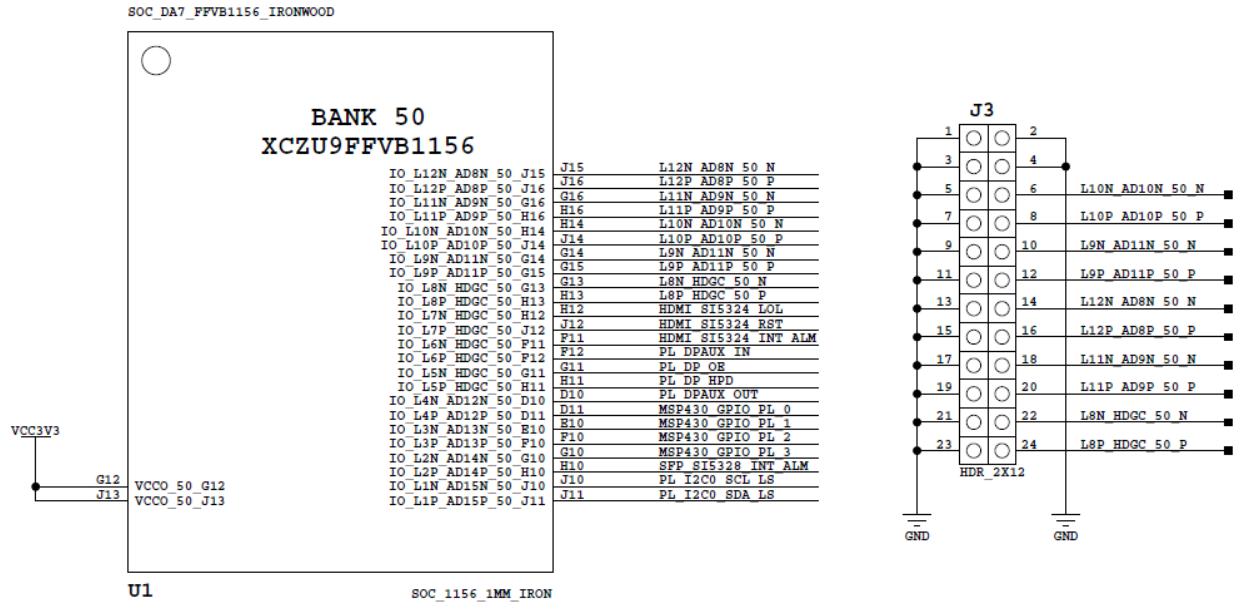 SOC_DA7_FFVB1156_IRONWOOD
BANK 50
XCZU9FFVB1156
IO_L12N_AD8N_50_J15 J15 L12N_AD8N_50_N
IO_L12P_AD8P_50_J16 J16 L12P_AD8P_50_P
IO_L11N_AD9N_50_G16 G16 L11N_AD9N_50_N
IO_L11P_AD9P_50_H16 H16 L11P_AD9P_50_P
IO_L10N_AD10N_50_H14 H14 L10N_AD10N_50_N
IO_L10P_AD10P_50_J14 J14 L10P_AD10P_50_P
IO_L9N_AD11N_50_G14 G14 L9N_AD11N_50_N
IO_L9P_AD11P_50_G15 G15 L9P_AD11P_50_P
IO_L8N_HDGC_50_G13 G13 L8N_HDGC_50_N
IO_L8P_HDGC_50_H13 H13 L8P_HDGC_50_P
IO_L7N_HDGC_50_H12 H12 HDMI_SI5324_LOL
IO_L7P_HDGC_50_J12 J12 HDMI_SI5324_RST
IO_L6N_HDGC_50_F11 F11 HDMI_SI5324_INT_ALM
IO_L6P_HDGC_50_F12 F12 PL_DPAUX_IN
IO_L5N_HDGC_50_G11 G11 PL_DP_OE
IO_L5P_HDGC_50_H11 H11 PL_DP_HPD
IO_L4N_AD12N_50_D10 D10 PL_DPAUX_OUT
IO_L4P_AD12P_50_D11 D11 MSP430_GPIO_PL_0
IO_L3N_AD13N_50_E10 E10 MSP430_GPIO_PL_1
IO_L3P_AD13P_50_F10 F10 MSP430_GPIO_PL_2
IO_L2N_AD14N_50_G10 G10 MSP430_GPIO_PL_3
IO_L2P_AD14P_50_H10 H10 SFP_SI5328_INT_ALM
IO_L1N_AD15N_50_J10 J10 PL_I2C0_SCL_LS
IO_L1P_AD15P_50_J11 J11 PL_I2C0_SDA_LS
VCC3V3
G12 VCCO_50_G12
J13 VCCO_50_J13
U1
SOC_1156_1MM_IRON
J3
1 2
3 4
5 6 L10N_AD10N_50_N
7 8 L10P_AD10P_50_P
9 10 L9N_AD11N_50_N
11 12 L9P_AD11P_50_P
13 14 L12N_AD8N_50_N
15 16 L12P_AD8P_50_P
17 18 L11N_AD9N_50_N
19 20 L11P_AD9P_50_P
21 22 L8N_HDGC_50_N
23 24 L8P_HDGC_50_P
HDR_2X12
GND GND